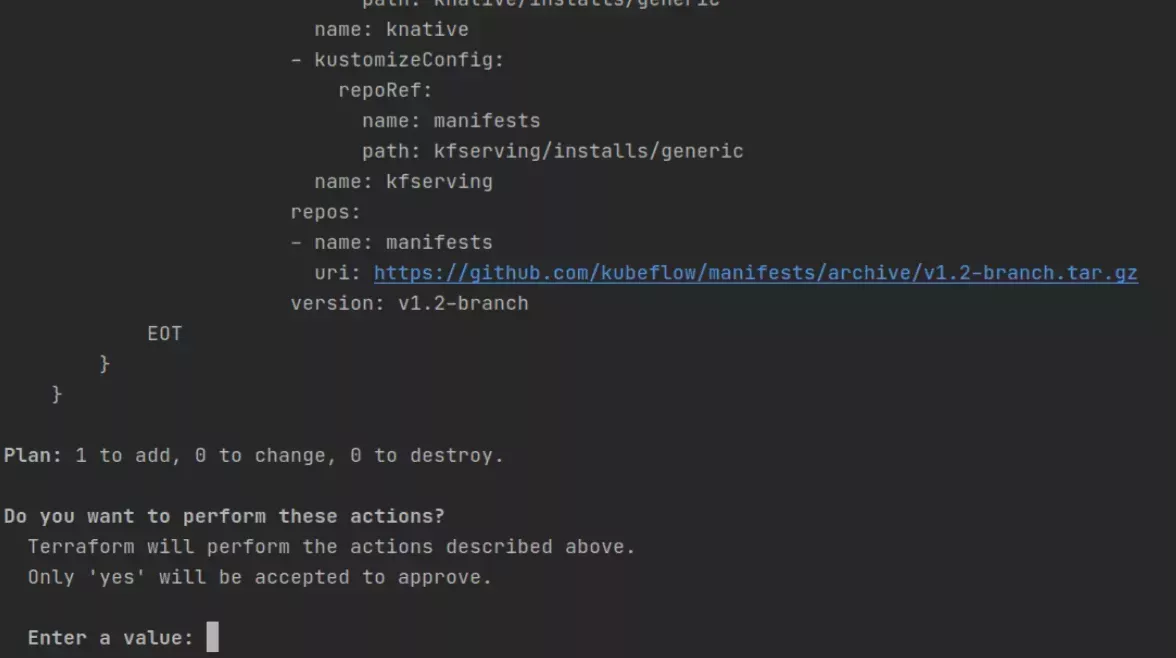 path: knative/installs/generic
name: knative
- kustomizeConfig:
repoRef:
name: manifests
path: kfserving/installs/generic
name: kfserving
repos:
- name: manifests
uri: https://github.com/kubeflow/manifests/archive/v1.2-branch.tar.gz
version: v1.2-branch
EOT
}
}
Plan: 1 to add, 0 to change, 0 to destroy.
Do you want to perform these actions?
Terraform will perform the actions described above.
Only 'yes' will be accepted to approve.
Enter a value: